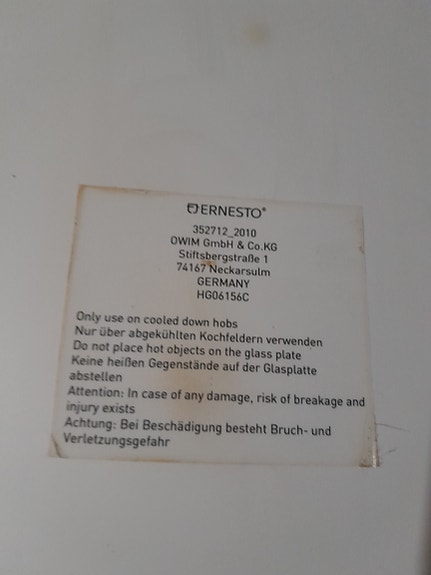 ERNESTO®
352712_2010
OWIM GmbH & Co.KG
Stiftsbergstraße 1
74167 Neckarsulm
GERMANY
HG06156C
Only use on cooled down hobs
Nur über abgekühlten Kochfeldern verwenden
Do not place hot objects on the glass plate
Keine heißen Gegenstände auf der Glasplatte
abstellen
Attention: In case of any damage, risk of breakage and
injury exists
Achtung: Bei Beschädigung besteht Bruch- und
Verletzungsgefahr